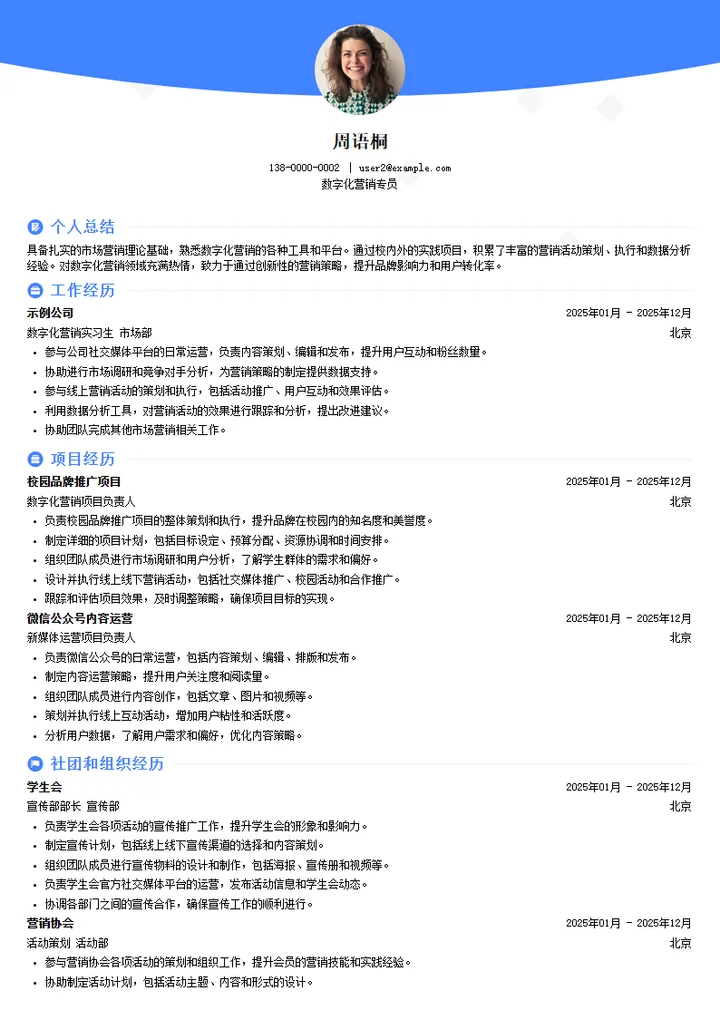 周语桐
138-0000-0002 | user2@example.com
数字化营销专员
个人总结
具备扎实的市场营销理论基础，熟悉数字化营销的各种工具和平台。通过校内外的实践项目，积累了丰富的营销活动策划、执行和数据分析
经验。对数字化营销领域充满热情，致力于通过创新性的营销策略，提升品牌影响力和用户转化率。
工作经历
示创公司 2025年01月 - 2025年12月
数字化营销实习生 市场部 北京
• 参与公司社交媒体平台的日常运营，负责内容策划、编辑和发布，提升用户互动和粉丝数量。
• 协助进行市场调研和竞争对手分析，为营销策略的制定提供数据支持。
• 参与线上营销活动的策划和执行，包括活动推广、用户互动和效果评估。
• 利用数据分析工具，对营销活动的效果进行跟踪和分析，提出改进建议。
• 协助团队完成其他市场营销相关工作。
项目经历
校园品牌推广项目 2025年01月 - 2025年12月
数字化营销项目负责人 北京
• 负责校园品牌推广项目的整体策划和执行，提升品牌在校园内的知名度和美誉度。
• 制定详细的项目计划，包括目标设定、预算分配、资源协调和时间安排。
• 组织团队成员进行市场调研和用户分析，了解学生群体的需求和偏好。
• 设计并执行线上线下营销活动，包括社交媒体推广、校园活动和合作推广。
• 跟踪和评估项目效果，及时调整策略，确保项目目标的实现。
微信公众号内容运营 2025年01月 - 2025年12月
新媒体运营项目负责人 北京
• 负责微信公众号的日常运营，包括内容策划、编辑、排版和发布。
• 制定内容运营策略，提升用户关注度和阅读量。
• 组织团队成员进行内容创作，包括文章、图片和视频等。
• 策划并执行线上互动活动，增加用户粘性和活跃度。
• 分析用户数据，了解用户需求和偏好，优化内容策略。
社团和组织经历
学生会 2025年01月 - 2025年12月
宣传部部长 宣传部 北京
• 负责学生会各项活动的宣传推广工作，提升学生会的形象和影响力。
• 制定宣传计划，包括线上线下宣传渠道的选择和内容策划。
• 组织团队成员进行宣传物料的设计和制作，包括海报、宣传册和视频等。
• 负责学生会官方社交媒体平台的运营，发布活动信息和学生会动态。
• 协调各部门之间的宣传合作，确保宣传工作的顺利进行。
营销协会 2025年01月 - 2025年12月
活动策划 活动部 北京
• 参与营销协会各项活动的策划和组织工作，提升会员的营销技能和实践经验。
• 协助制定活动计划，包括活动主题、内容和形式的设计。